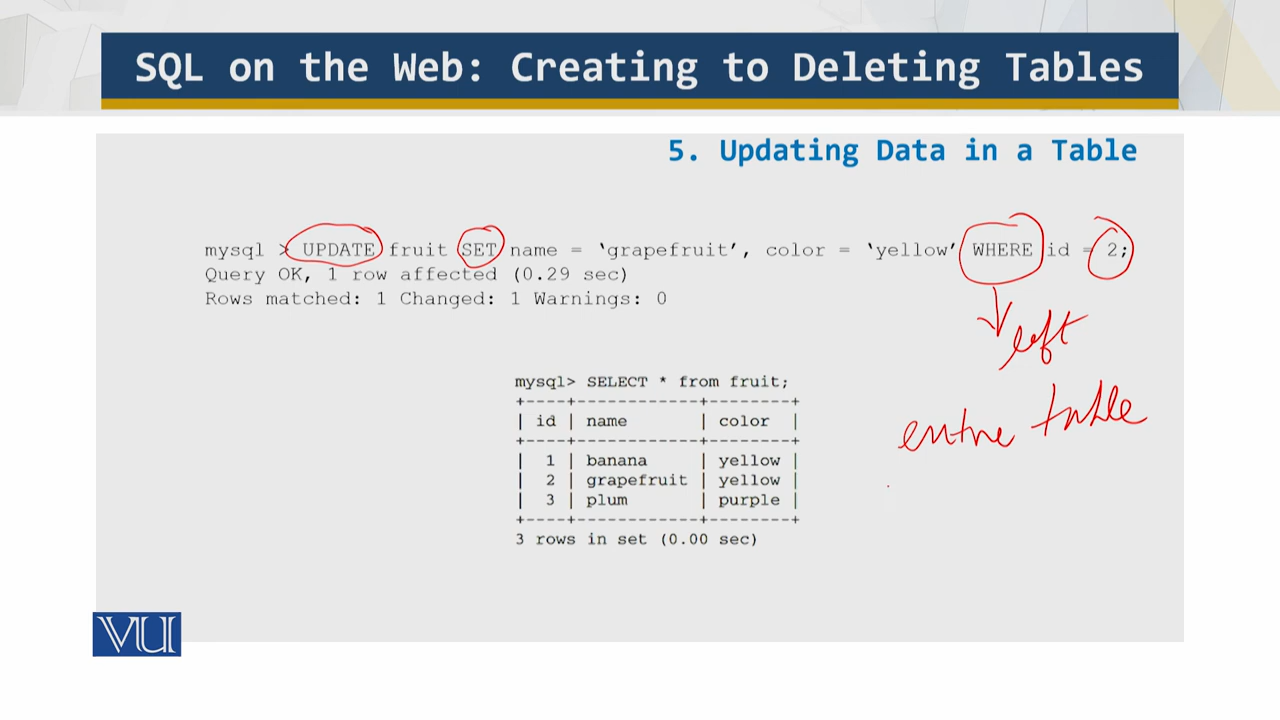 SQL on the Web: Creating to Deleting Tables
5. Updating Data in a Table
mysql > UPDATE fruit SET name = ‘grapefruit’, color = ‘yellow’ WHERE id = 2;
Query OK, 1 row affected (0.29 sec)
Rows matched: 1 Changed: 1 Warnings: 0
left
entire table
mysql> SELECT * from fruit;
+----+------------+--------+
| id | name | color |
+----+------------+--------+
| 1 | banana | yellow |
| 2 | grapefruit | yellow |
| 3 | plum | purple |
+----+------------+--------+
3 rows in set (0.00 sec)
VU